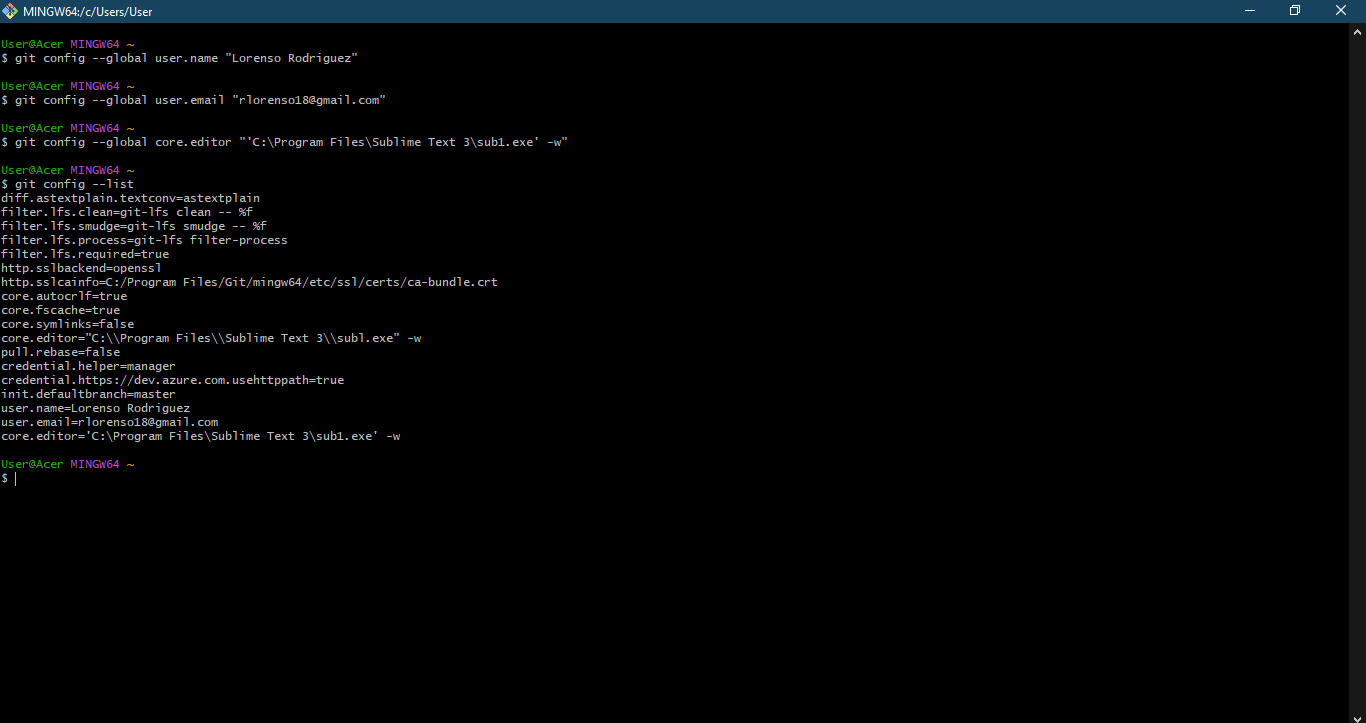 MINGW64:/c/Users/User
User@Acer MINGW64 ~
$ git config --global user.name "Lorenso Rodriguez"
User@Acer MINGW64 ~
$ git config --global user.email "rlorenso18@gmail.com"
User@Acer MINGW64 ~
$ git config --global core.editor "'C:\Program Files\Sublime Text 3\sub1.exe' -w"
User@Acer MINGW64 ~
$ git config --list
diff.astextplain.textconv=astextplain
filter.lfs.clean=git-lfs clean -- %f
filter.lfs.smudge=git-lfs smudge -- %f
filter.lfs.process=git-lfs filter-process
filter.lfs.required=true
http.sslbackend=openssl
http.sslcainfo=C:/Program Files/Git/mingw64/etc/ssl/certs/ca-bundle.crt
core.autocrlf=true
core.fscache=true
core.symlinks=false
core.editor="C:\\Program Files\\Sublime Text 3\\subl.exe" -w
pull.rebase=false
credential.helper=manager
credential.https://dev.azure.com.usehttppath=true
init.defaultbranch=master
user.name=Lorenso Rodriguez
user.email=rlorenso18@gmail.com
core.editor='C:\Program Files\Sublime Text 3\sub1.exe' -w
User@Acer MINGW64 ~
$